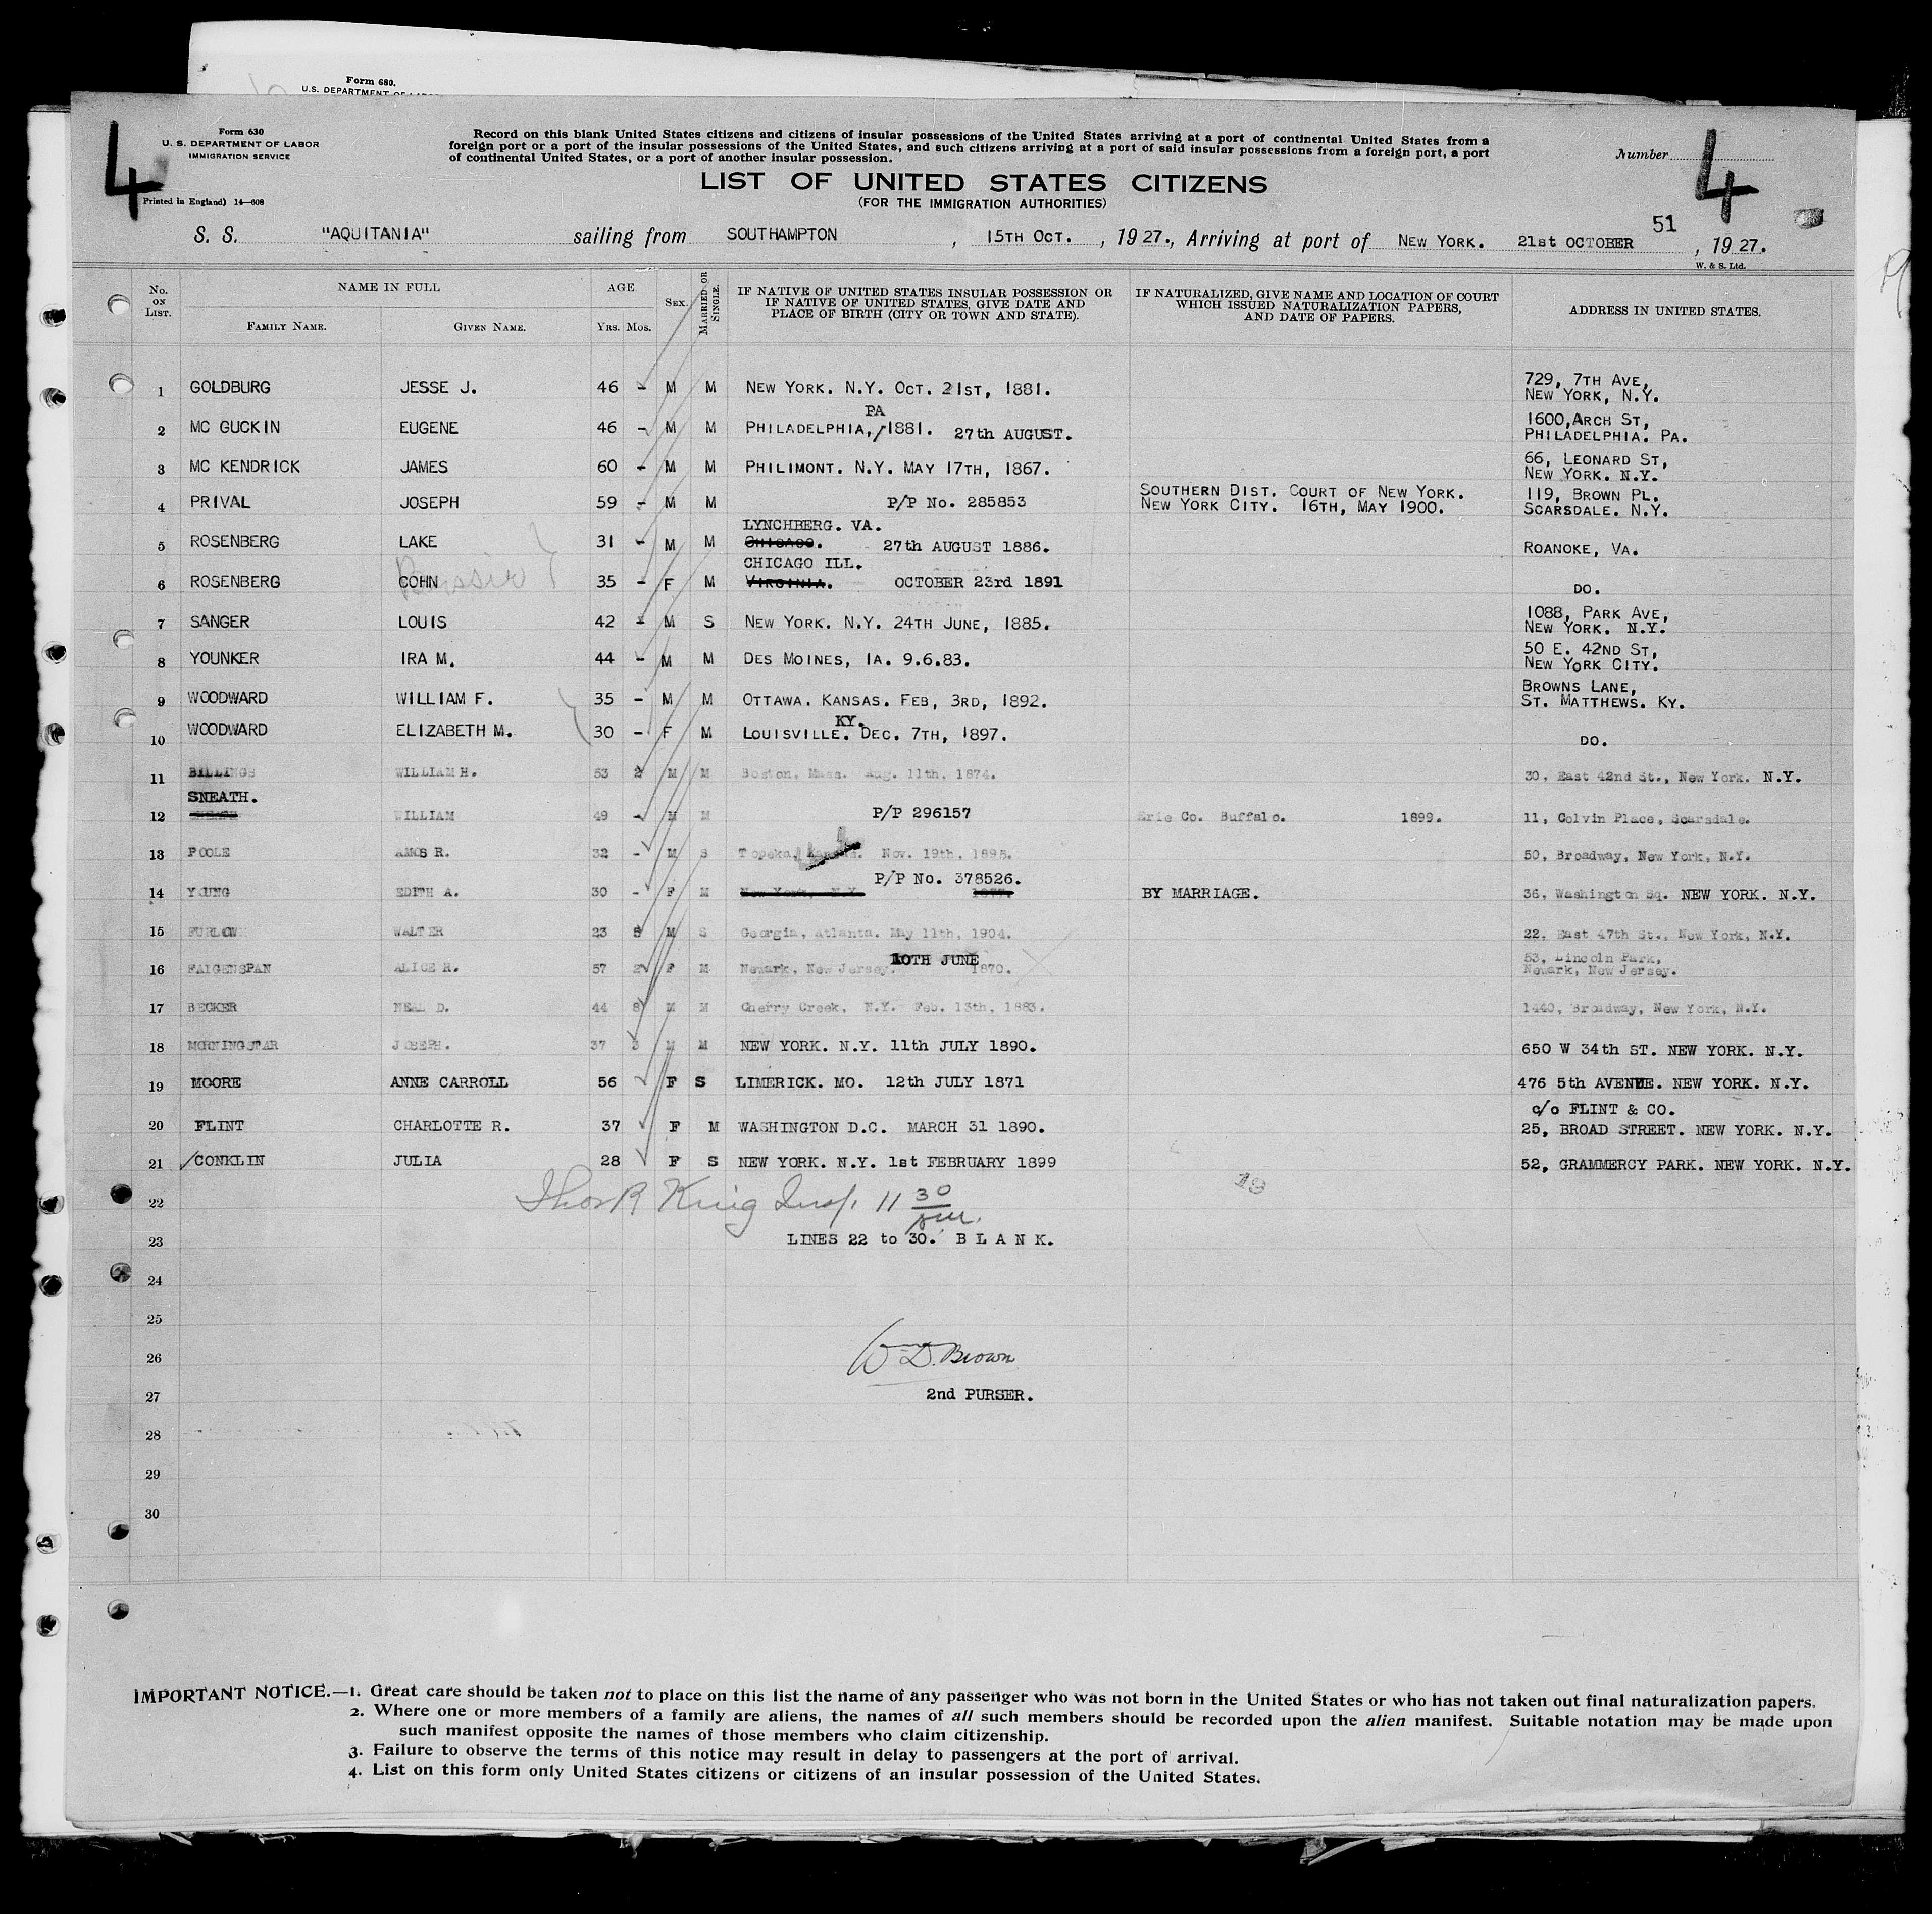 Form 680.
U.S. DEPARTMENT OF LABOR
4
Form 630
U. S. DEPARTMENT OF LABOR
IMMIGRATION SERVICE
Printed in England) 14—608
Record on this blank United States citizens and citizens of insular possessions of the United States arriving at a port of continental United States from a
foreign port or a port of the insular possessions of the United States, and such citizens arriving at a port of said insular possessions from a foreign port, a port
of continental United States, or a port of another insular possession.
Number 4
LIST OF UNITED STATES CITIZENS
(FOR THE IMMIGRATION AUTHORITIES)
51
S. S. "AQUITANIA" sailing from SOUTHAMPTON, 15TH OCT., 1927., Arriving at port of NEW YORK. 21st OCTOBER, 1927.
W. & S. Ltd.
No. ON LIST. NAME IN FULL AGE SEX. MARRIED OR SINGLE. IF NATIVE OF UNITED STATES INSULAR POSSESSION OR IF NATIVE OF UNITED STATES, GIVE DATE AND PLACE OF BIRTH (CITY OR TOWN AND STATE). IF NATURALIZED, GIVE NAME AND LOCATION OF COURT WHICH ISSUED NATURALIZATION PAPERS, AND DATE OF PAPERS. ADDRESS IN UNITED STATES.
FAMILY NAME. GIVEN NAME. YRS. MOS.
1 GOLDBURG JESSE J. 46 - M M NEW YORK. N.Y. OCT. 21ST, 1881. 729, 7TH AVE, NEW YORK, N.Y.
2 MC GUCKIN EUGENE 46 - M M PHILADELPHIA, PA /1881. 27th AUGUST. 1600, ARCH ST, PHILADELPHIA. PA.
3 MC KENDRICK JAMES 60 - M M PHILIMONT. N.Y. MAY 17TH, 1867. 66, LEONARD ST, NEW YORK. N.Y.
4 PRIVAL JOSEPH 59 - M M P/P No. 285853 SOUTHERN DIST. COURT OF NEW YORK. NEW YORK CITY. 16TH, MAY 1900. 119, BROWN PL. SCARSDALE. N.Y.
5 ROSENBERG LAKE 31 - M M LYNCHBERG. VA. CHICAGO. 27th AUGUST 1886. ROANOKE, VA.
6 ROSENBERG COHN 35 - F M CHICAGO ILL. VIRGINIA. OCTOBER 23rd 1891 DO.
7 SANGER LOUIS 42 - M S NEW YORK. N.Y. 24TH JUNE, 1885. 1088, PARK AVE, NEW YORK. N.Y.
8 YOUNKER IRA M. 44 - M M DES MOINES, IA. 9.6.83. 50 E. 42ND ST, NEW YORK CITY.
9 WOODWARD WILLIAM F. 35 - M M OTTAWA. KANSAS. FEB, 3RD, 1892. BROWNS LANE, ST. MATTHEWS. KY.
10 WOODWARD ELIZABETH M. 30 - F M LOUISVILLE. KY. DEC. 7TH, 1897. DO.
11 BILLINGS WILLIAM H. 53 2 M M Boston, Mass. Aug. 11th, 1874. 30, East 42nd St., New York. N.Y.
12 SNEATH. WILLIAM 49 - M M P/P 296157 Erie Co. Buffalo. 1899. 11, Colvin Place, Scarsdale.
13 POOLE AMOS R. 32 - M S Topeka, Kansas. Nov. 19th, 1895. 50, Broadway, New York, N.Y.
14 YOUNG EDITH A. 30 - F M New York, N.Y. P/P No. 378526. 1877. BY MARRIAGE. 36, Washington Sq. NEW YORK. N.Y.
15 FURLOW WALTER 23 5 M S Georgia, Atlanta. May 11th, 1904. 22, East 47th St., New York, N.Y.
16 FAIGENSPAN ALICE R. 57 2 F M Newark, New Jersey. 10TH JUNE 1870. 53, Lincoln Park, Newark, New Jersey.
17 BECKER NEAL D. 44 8 M M Cherry Creek, N.Y. Feb. 13th, 1883. 1440, Broadway, New York, N.Y.
18 MORNINGSTAR JOSEPH. 37 3 M M NEW YORK. N.Y. 11th JULY 1890. 650 W 34th ST. NEW YORK. N.Y.
19 MOORE ANNE CARROLL 56 F S LIMERICK. MO. 12th JULY 1871 476 5th AVENUE. NEW YORK. N.Y.
20 FLINT CHARLOTTE R. 37 F M WASHINGTON D.C. MARCH 31 1890. c/o FLINT & CO. 25, BROAD STREET. NEW YORK. N.Y.
21 CONKLIN JULIA 28 F S NEW YORK. N.Y. 1st FEBRUARY 1899 52, GRAMMERCY PARK. NEW YORK. N.Y.
19
22 Thos R King Insp. 11 30 pm.
23 LINES 22 to 30. B L A N K.
24
25
26 W D. Brown
27 2nd PURSER.
28
29
30
IMPORTANT NOTICE.—1. Great care should be taken not to place on this list the name of any passenger who was not born in the United States or who has not taken out final naturalization papers.
2. Where one or more members of a family are aliens, the names of all such members should be recorded upon the alien manifest. Suitable notation may be made upon
such manifest opposite the names of those members who claim citizenship.
3. Failure to observe the terms of this notice may result in delay to passengers at the port of arrival.
4. List on this form only United States citizens or citizens of an insular possession of the United States.